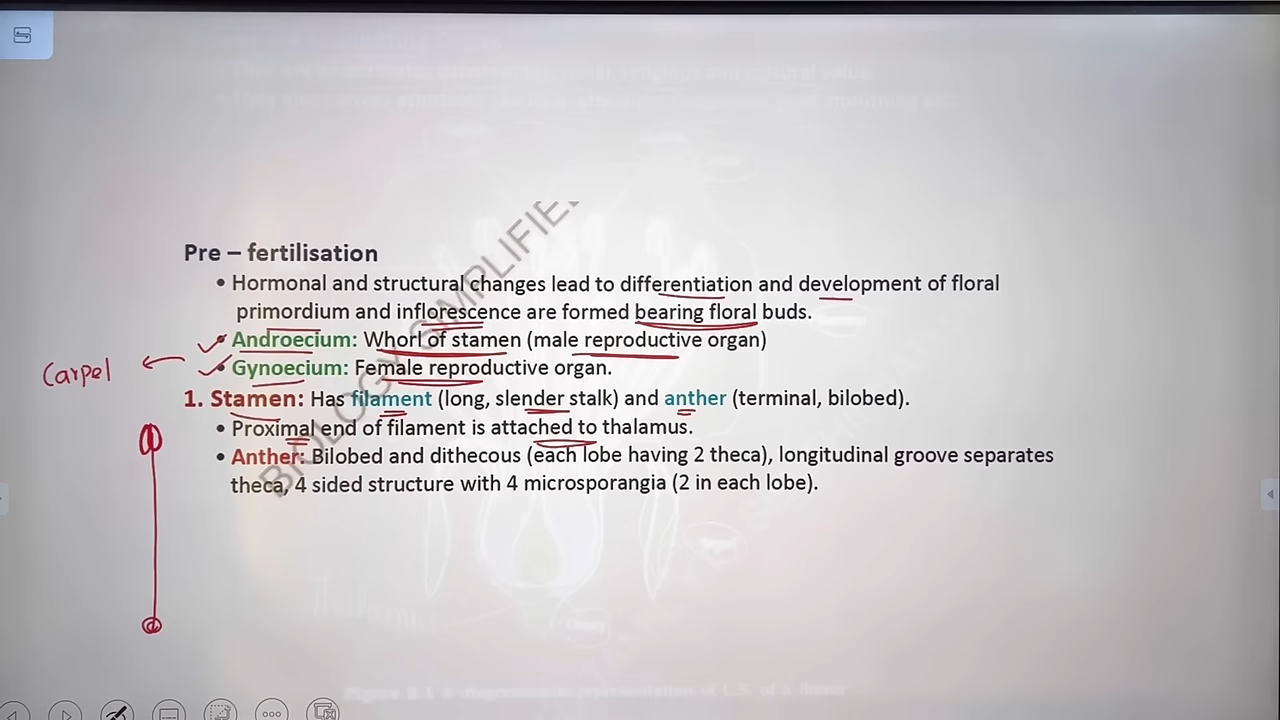 Pre – fertilisation
• Hormonal and structural changes lead to differentiation and development of floral
primordium and inflorescence are formed bearing floral buds.
• Androecium: Whorl of stamen (male reproductive organ)
• Gynoecium: Female reproductive organ.
Carpel
1. Stamen: Has filament (long, slender stalk) and anther (terminal, bilobed).
• Proximal end of filament is attached to thalamus.
• Anther: Bilobed and dithecous (each lobe having 2 theca), longitudinal groove separates
theca, 4 sided structure with 4 microsporangia (2 in each lobe).
BIOLOGY SIMPLIFIE